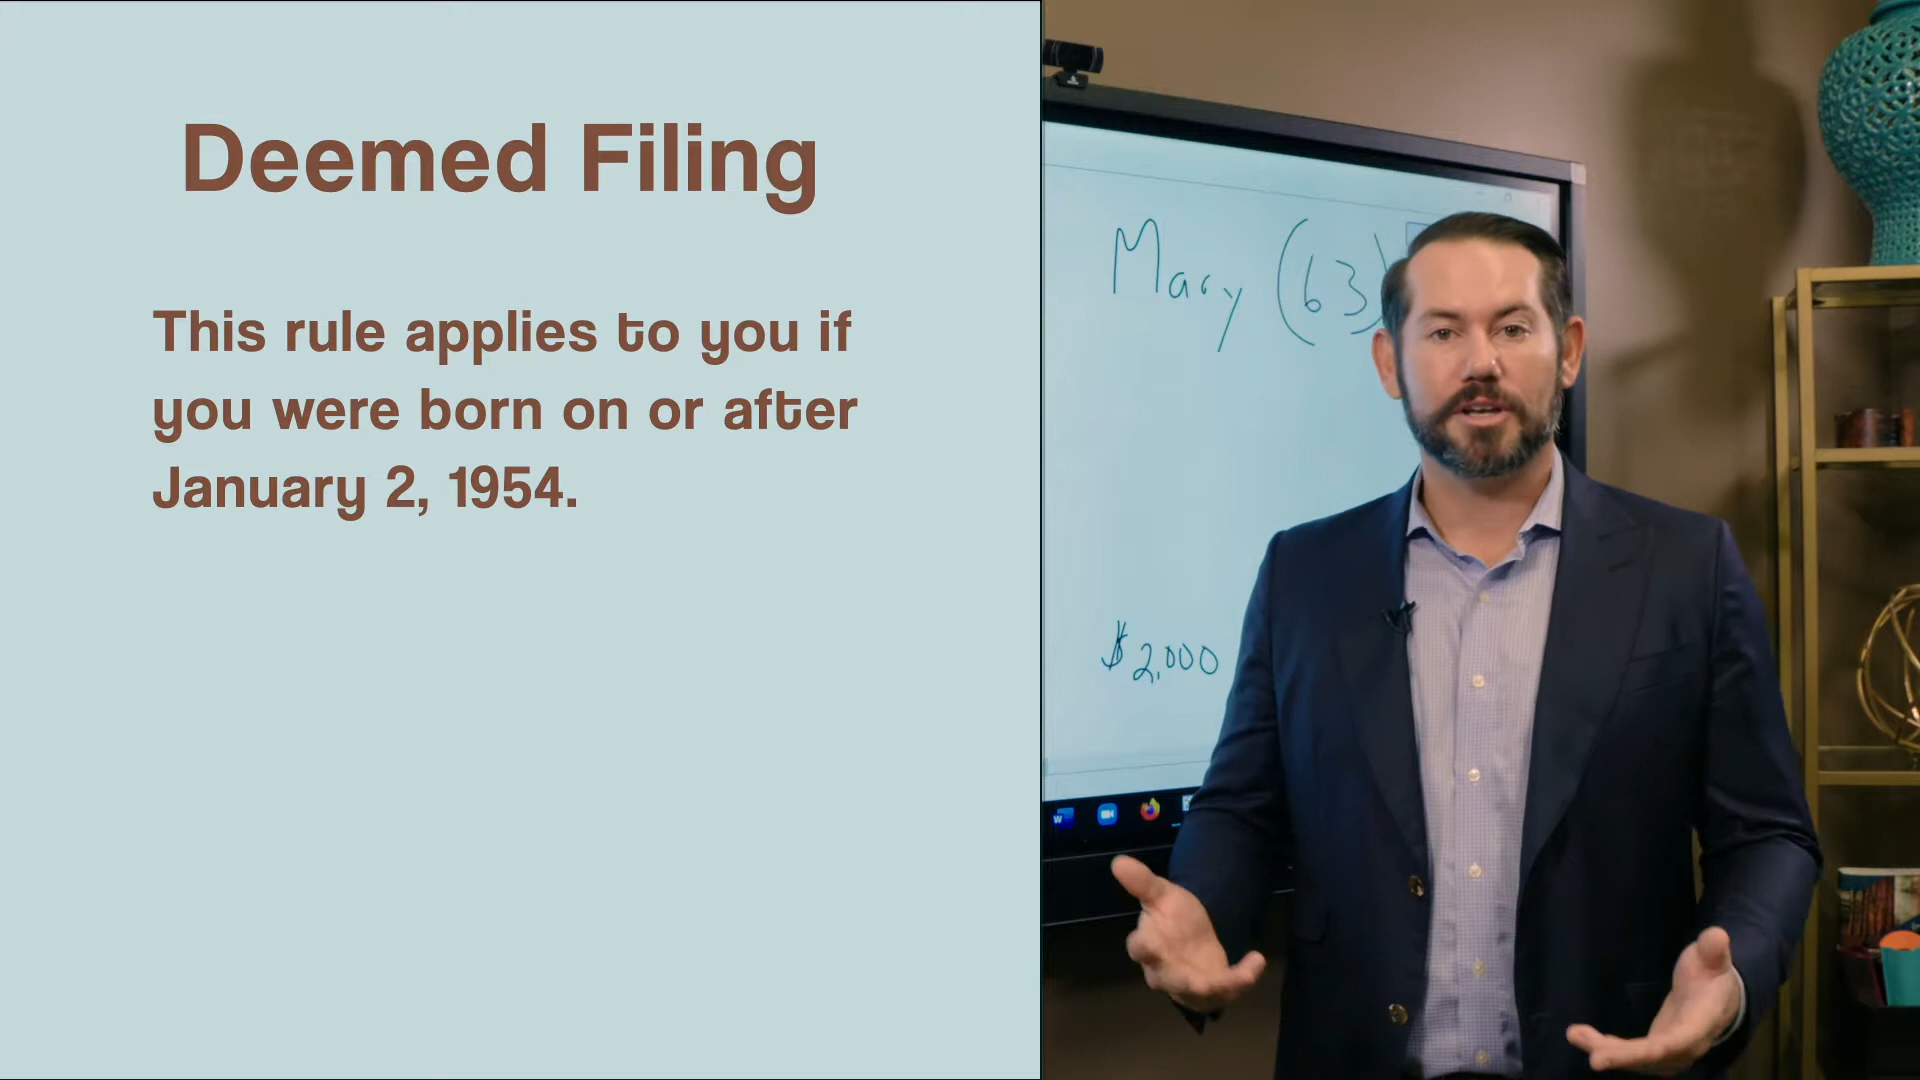 Deemed Filing
This rule applies to you if
you were born on or after
January 2, 1954.
Mary (63)
$2,000